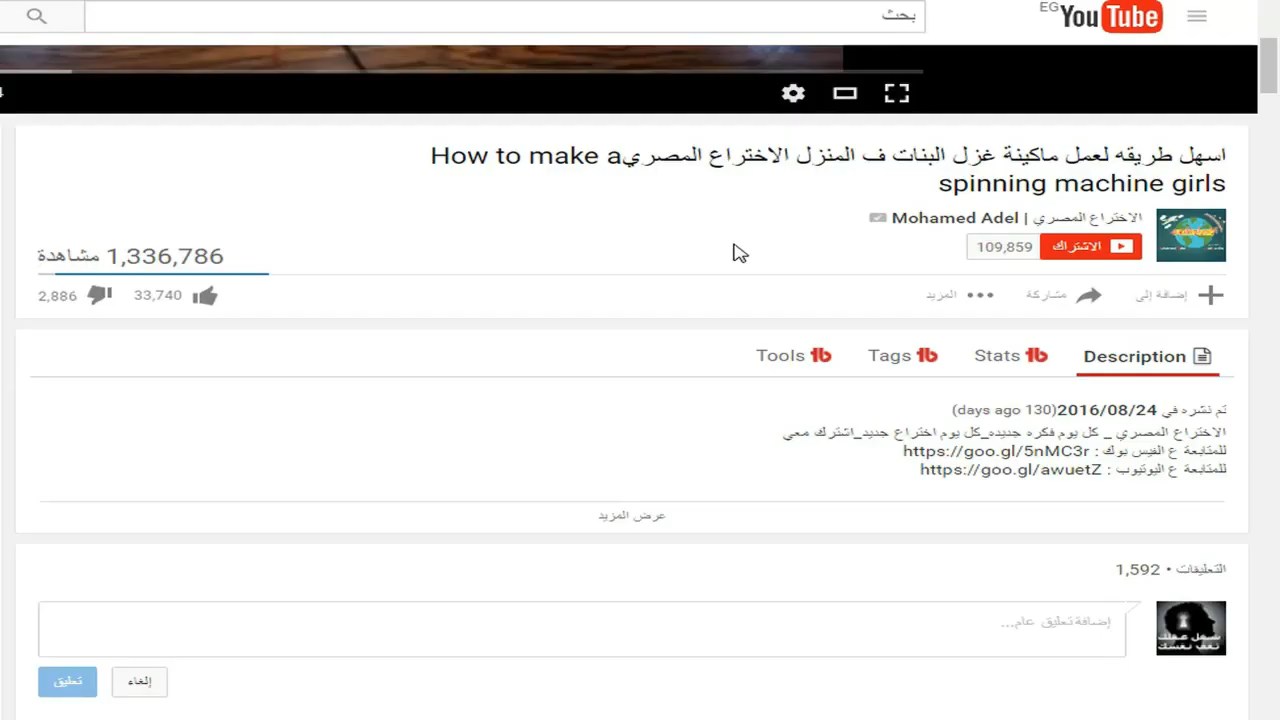 بحث
YouTube EG
اسهل طريقه لعمل ماكينة غزل البنات ف المنزل الاختراع المصريHow to make a
spinning machine girls
الاختراع المصري | Mohamed Adel
الاشتراك 109,859
1,336,786 مشاهدة
إضافة إلى مشاركة المزيد
33,740 2,886
Description Stats Tags Tools
تم نشره في 2016/08/24(130 days ago)
الاختراع المصري _ كل يوم فكره جديده_كل يوم اختراع جديد_اشترك معي
للمتابعة ع الفيس بوك : https://goo.gl/5nMC3r
للمتابعة ع اليوتيوب : https://goo.gl/awuetZ
عرض المزيد
التعليقات • 1,592
إضافة تعليق عام...
إلغاء تعليق